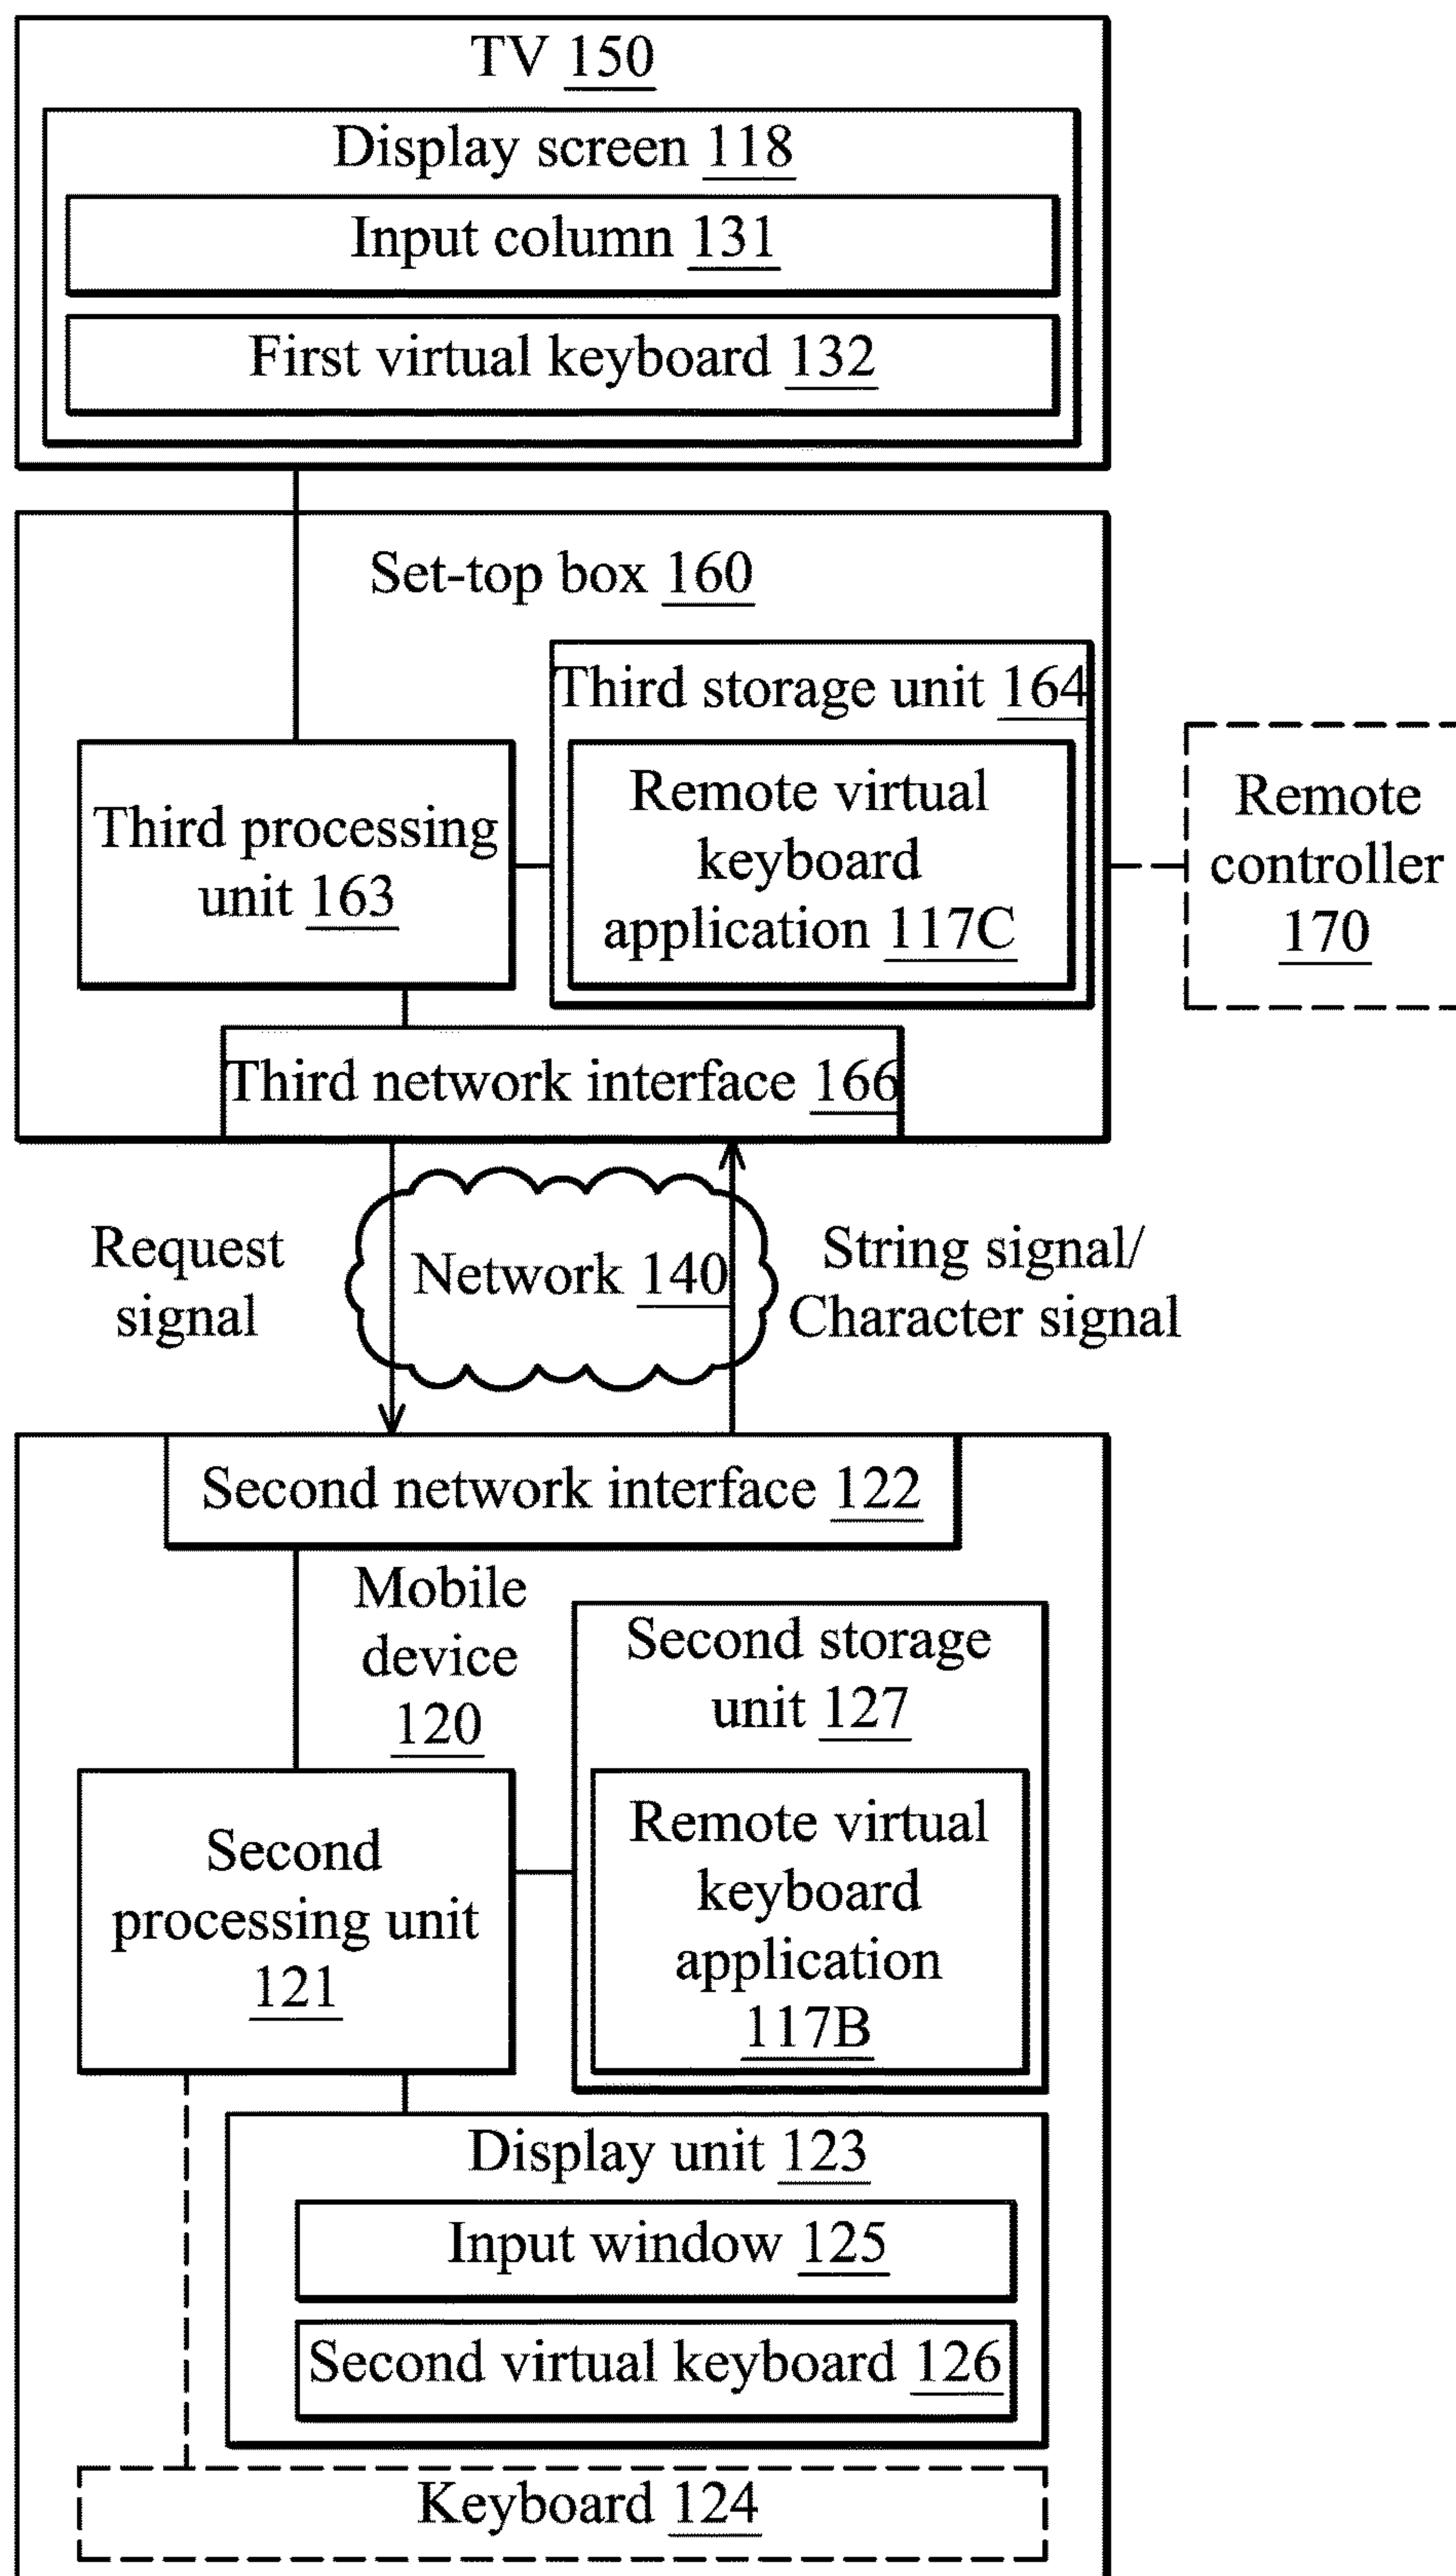 TV 150
Display screen 118
Input column 131
First virtual keyboard 132
Set-top box 160
Third storage unit 164
Remote virtual
keyboard
application 117C
Third processing
unit 163
Remote
controller
170
Third network interface 166
Request
signal
Network 140
String signal/
Character signal
Second network interface 122
Mobile
device
120
Second storage
unit 127
Remote virtual
keyboard
application
117B
Second
processing unit
121
Display unit 123
Input window 125
Second virtual keyboard 126
Keyboard 124